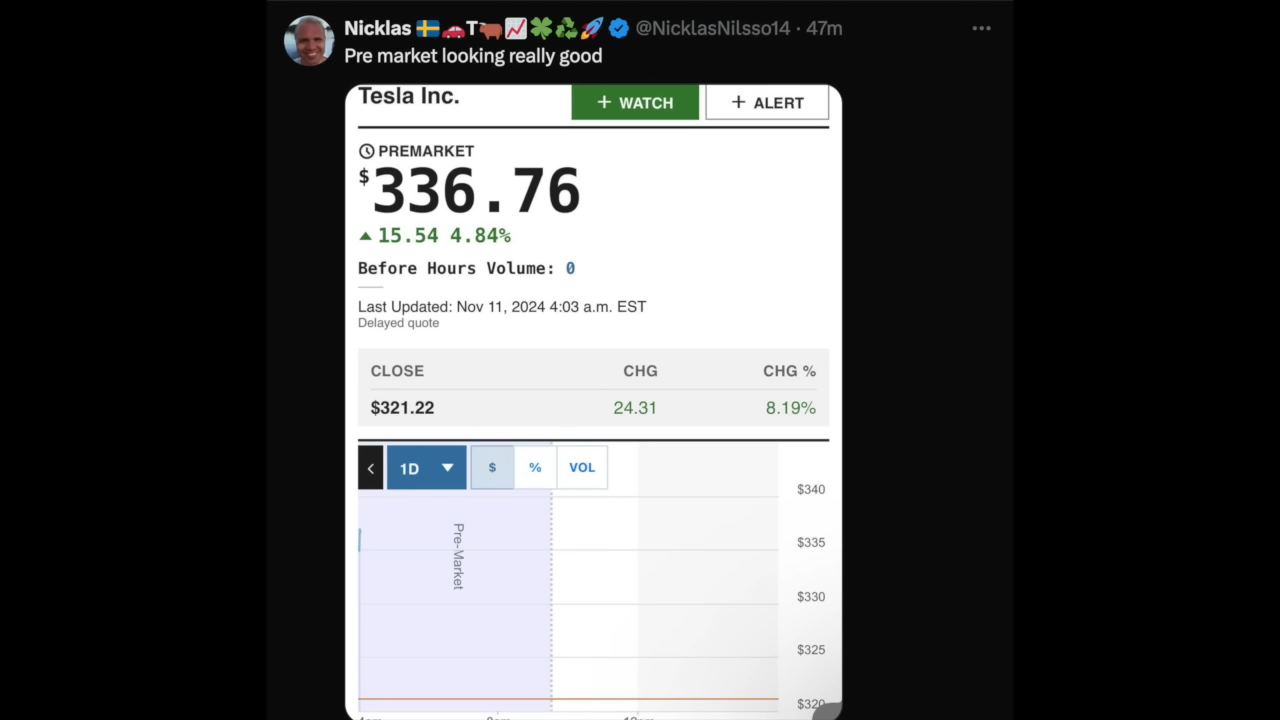 Nicklas 🇸🇪🚗T🐂📈🍀♻️🚀 @NicklasNilsso14 · 47m
Pre market looking really good
Tesla Inc.
+ WATCH
+ ALERT
PREMARKET
$336.76
▲ 15.54 4.84%
Before Hours Volume: 0
Last Updated: Nov 11, 2024 4:03 a.m. EST
Delayed quote
CLOSE CHG CHG %
$321.22 24.31 8.19%
1D $ % VOL
$340
$335
Pre-Market
$330
$325
$320